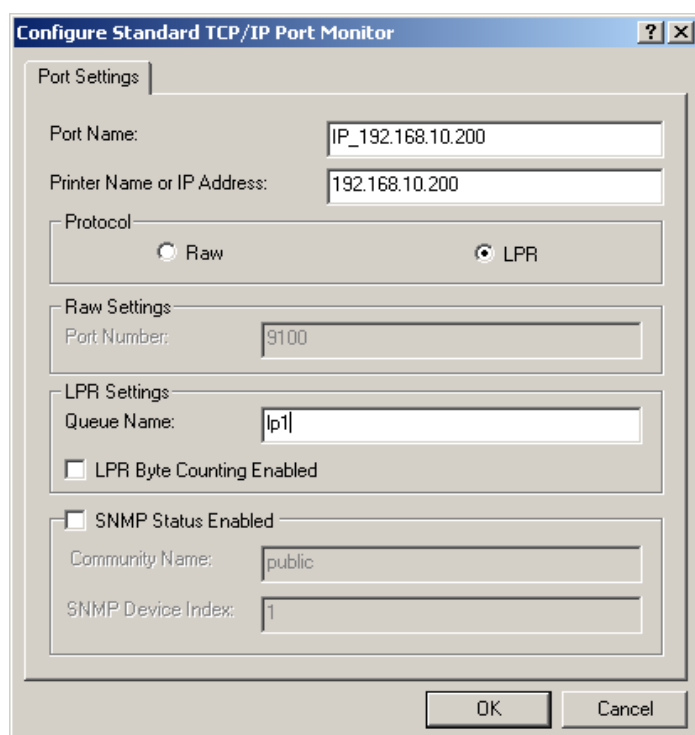 Configure Standard TCP/IP Port Monitor
Port Settings
Port Name: IP_192.168.10.200
Printer Name or IP Address: 192.168.10.200
Protocol
Raw LPR
Raw Settings
Port Number: 9100
LPR Settings
Queue Name: lp1
LPR Byte Counting Enabled
SNMP Status Enabled
Community Name: public
SNMP Device Index: 1
OK Cancel